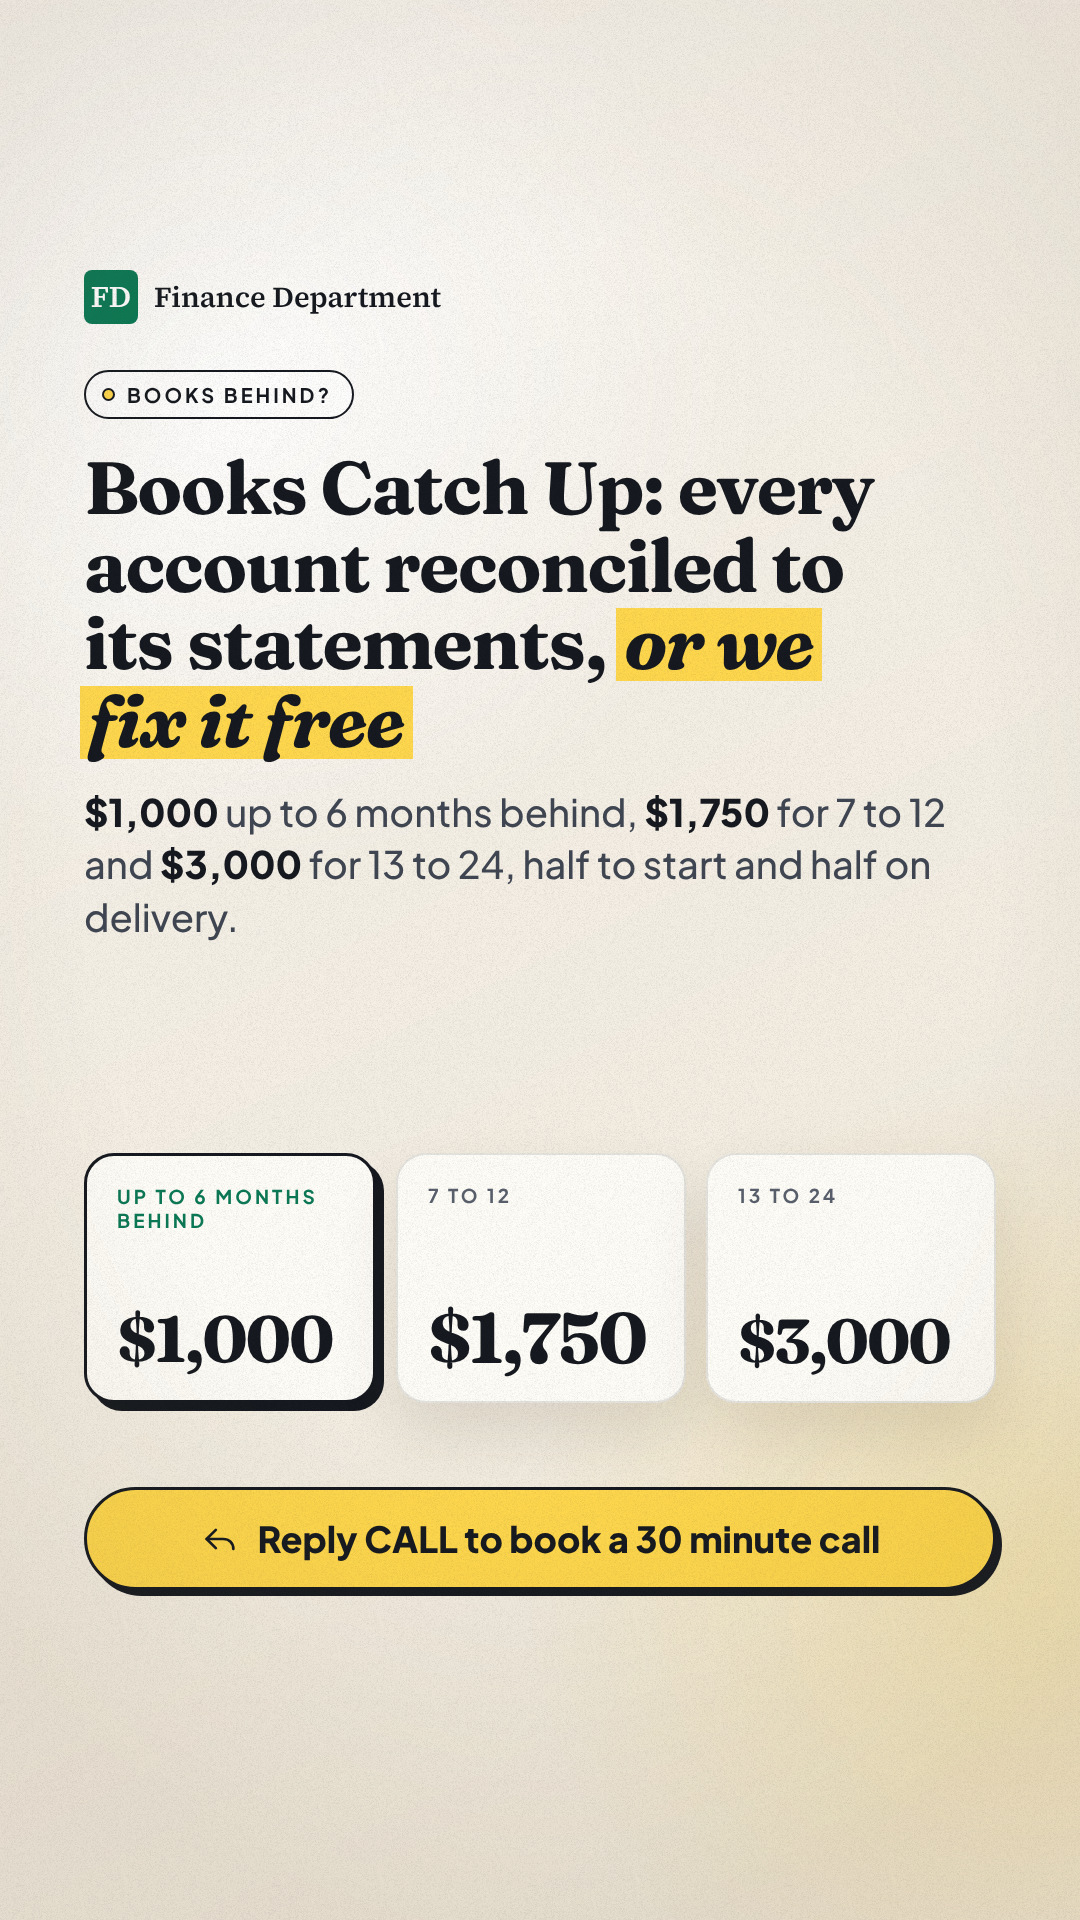 FD Finance Department
BOOKS BEHIND?
Books Catch Up: every
account reconciled to
its statements, or we
fix it free
$1,000 up to 6 months behind, $1,750 for 7 to 12
and $3,000 for 13 to 24, half to start and half on
delivery.
UP TO 6 MONTHS
BEHIND
$1,000
7 TO 12
$1,750
13 TO 24
$3,000
Reply CALL to book a 30 minute call